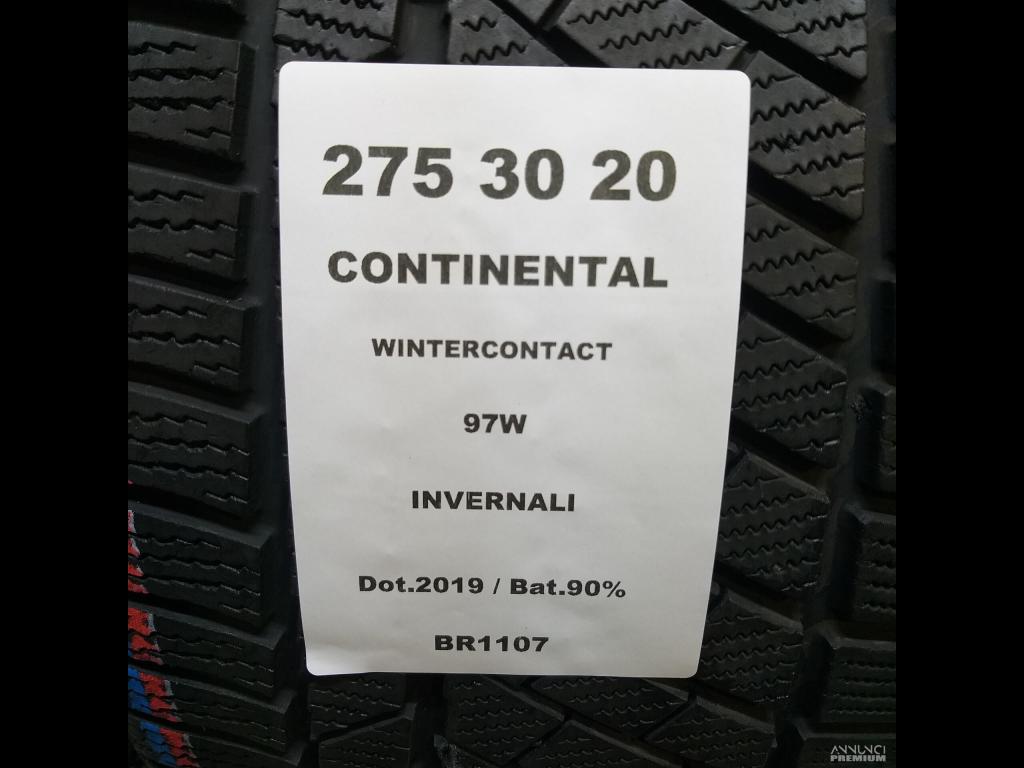 275 30 20
CONTINENTAL
WINTERCONTACT
97W
INVERNALI
Dot.2019 / Bat.90%
BR1107
ANNUNCI
PREMIUM